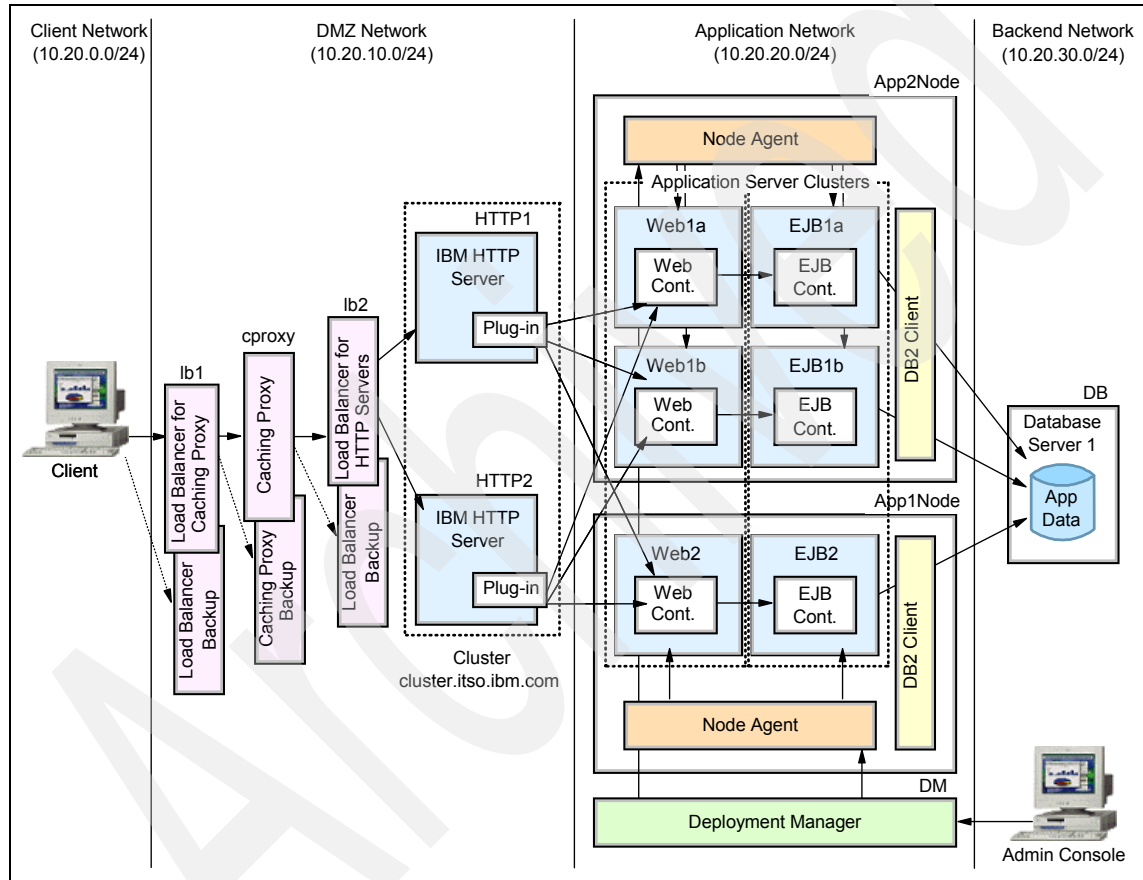 Client Network
(10.20.0.0/24)
DMZ Network
(10.20.10.0/24)
Application Network
(10.20.20.0/24)
Backend Network
(10.20.30.0/24)
App2Node
Node Agent
Application Server Clusters
HTTP1
IBM HTTP
Server
Plug-in
Web1a
Web
Cont.
EJB1a
EJB
Cont.
Web1b
Web
Cont.
EJB1b
EJB
Cont.
DB2 Client
lb2
Load Balancer for
HTTP Servers
Load Balancer
Backup
cproxy
Caching Proxy
Caching Proxy
Backup
lb1
Load Balancer for
Caching Proxy
Load Balancer
Backup
Client
DB
Database
Server 1
App
Data
HTTP2
IBM HTTP
Server
Plug-in
Cluster
cluster.itso.ibm.com
App1Node
Web2
Web
Cont.
EJB2
EJB
Cont.
DB2 Client
Node Agent
DM
Deployment Manager
Admin Console
Archived